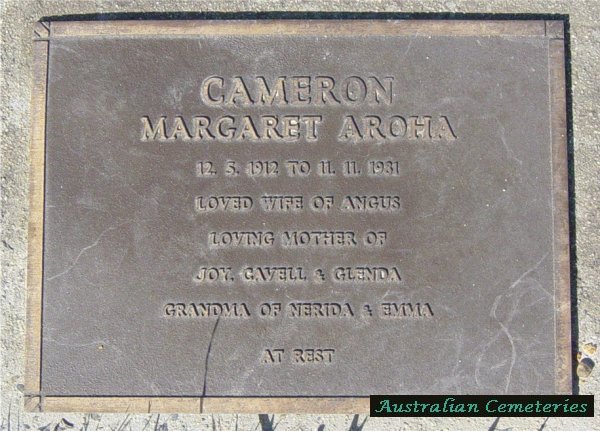 CAMERON
MARGARET AROHA
12. 5. 1912 TO 11. 11. 1981
LOVED WIFE OF ANGUS
LOVING MOTHER OF
JOY, GAVELL & GLENDA
GRANDMA OF NERIDA & EMMA
AT REST
Australian Cemeteries